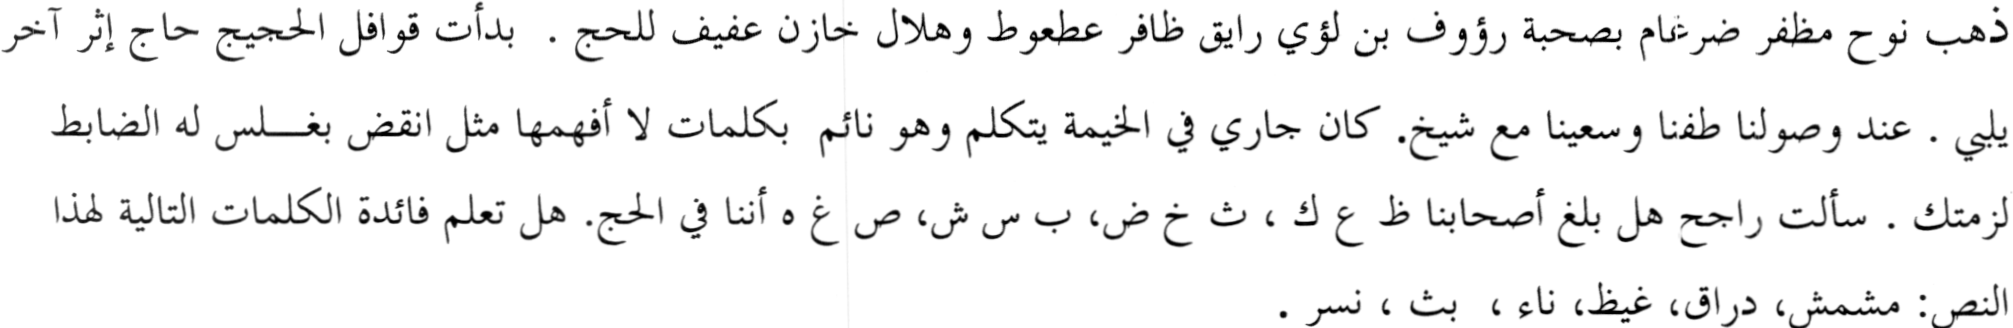 ذهب نوح مظفر ضرغام بصحبة رؤوف بن لؤي رايق ظافر عطعوط وهلال خازن عفيف للحج . بدأت قوافل الحجيج حاج إثر آخر
يلبي . عند وصولنا طفنا وسعينا مع شيخ. كان جاري في الخيمة يتكلم وهو نائم بكلمات لا أفهمها مثل انقض بغـــلس له الضابط
لزمتك . سألت راجح هل بلغ أصحابنا ظ ع ك ، ث خ ض، ب س ش، ص غ ه أننا في الحج. هل تعلم فائدة الكلمات التالية لهذا
النص: مشمش، دراق، غيظ، ناء ، بث ، نسر .